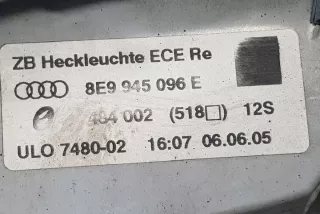 ZB Heckleuchte ECE Re
8E9 945 096 E
484 002 (518□) 12S
ULO 7480-02 16:07 06.06.05